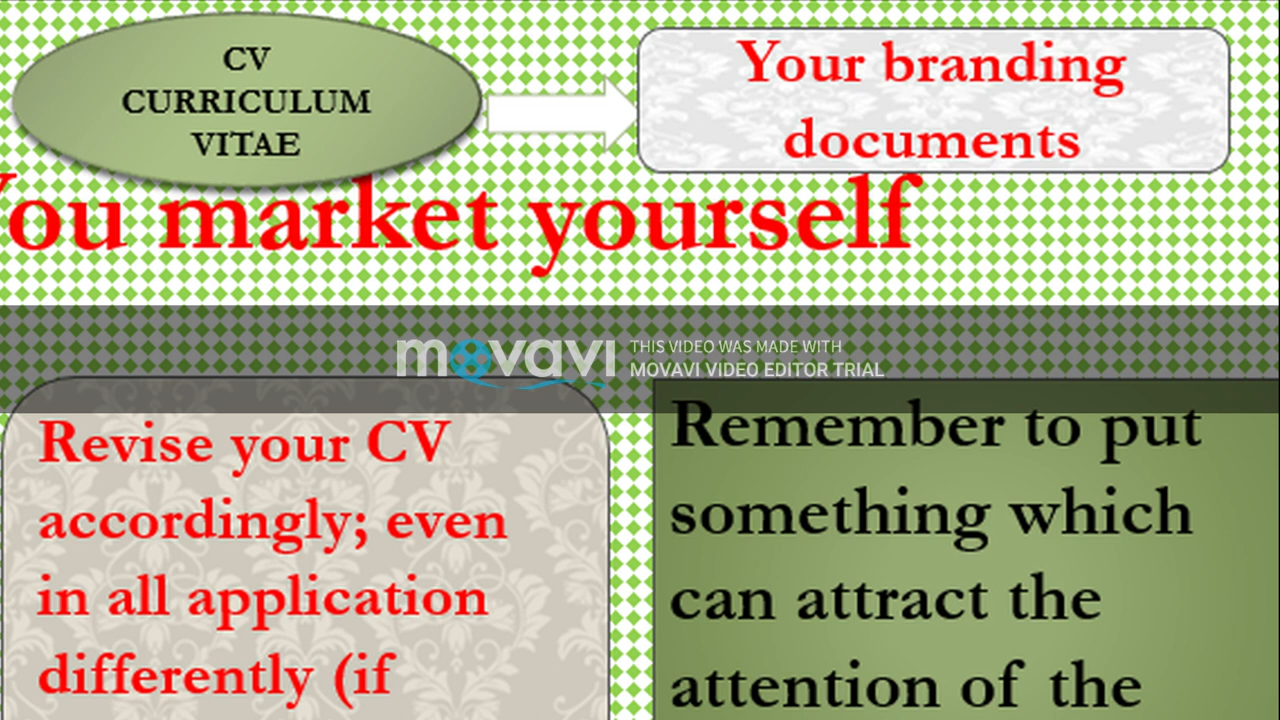 CV
CURRICULUM
VITAE
Your branding
documents
You market yourself
movavi
THIS VIDEO WAS MADE WITH
MOVAVI VIDEO EDITOR TRIAL
Revise your CV
accordingly; even
in all application
differently (if
Remember to put
something which
can attract the
attention of the